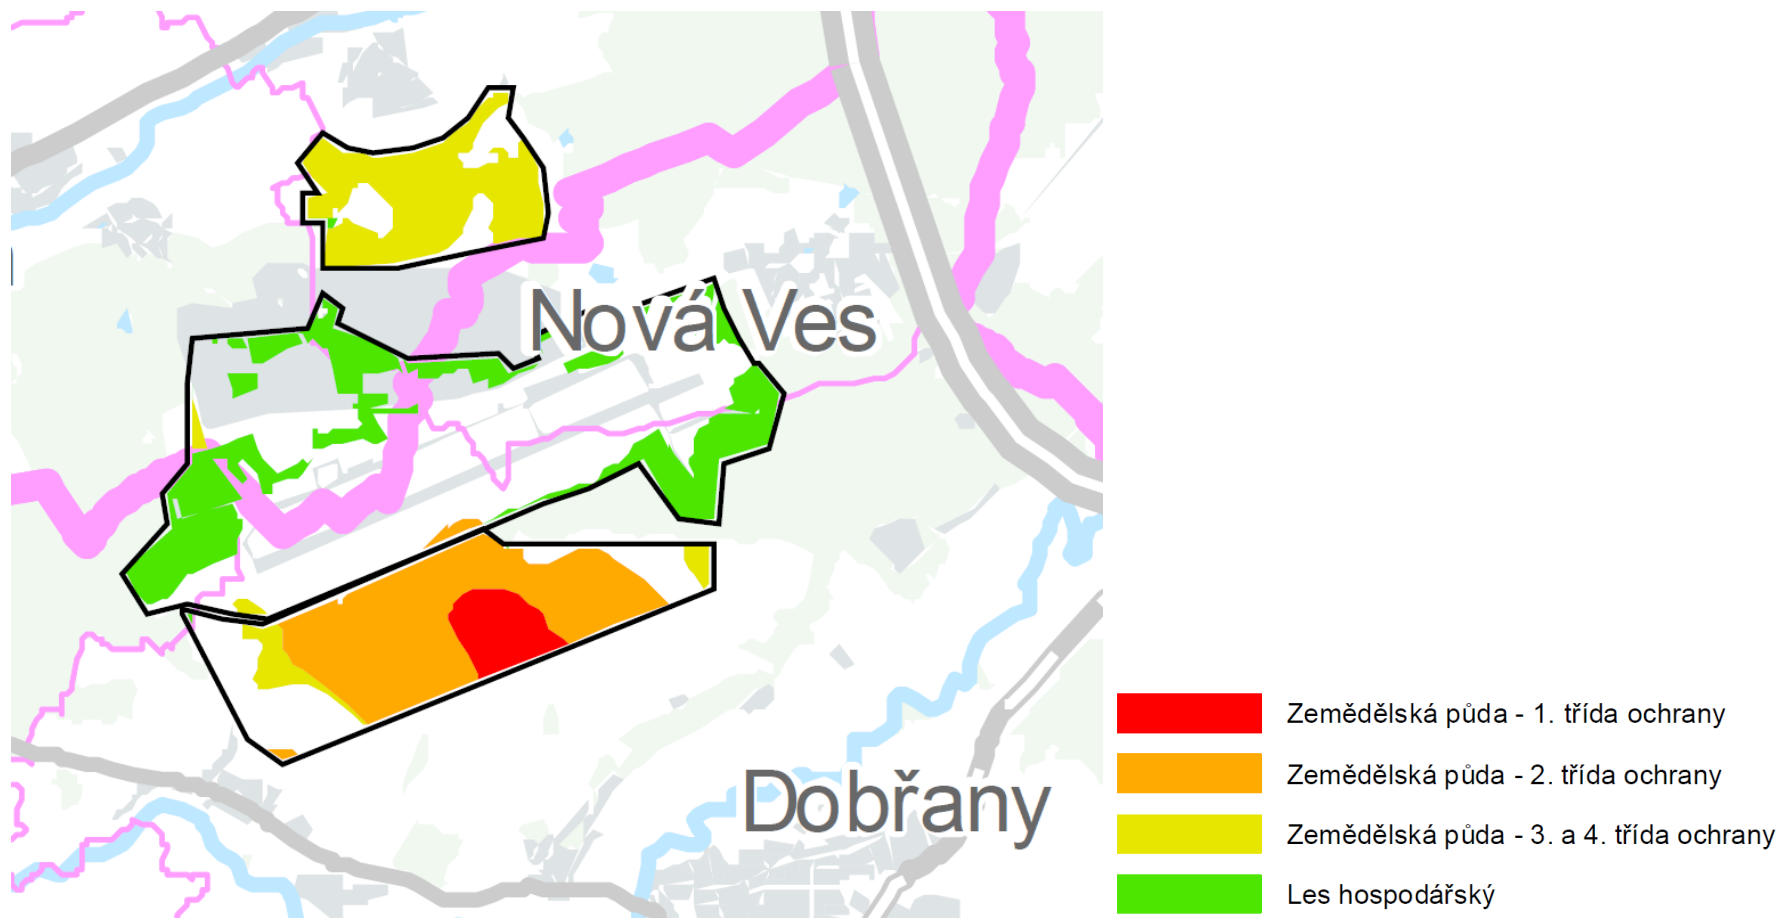 Nová Ves
Dobřany
Zemědělská půda - 1. třída ochrany
Zemědělská půda - 2. třída ochrany
Zemědělská půda - 3. a 4. třída ochrany
Les hospodářský